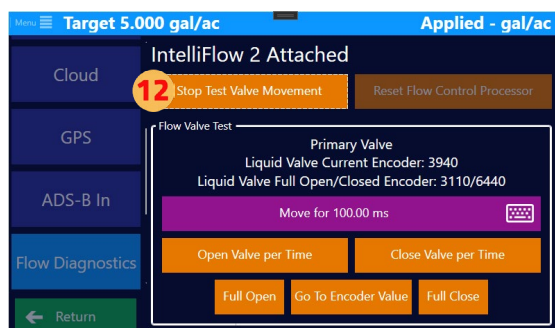 Menu Target 5.000 gal/ac Applied - gal/ac
IntelliFlow 2 Attached
Cloud
12 Stop Test Valve Movement Reset Flow Control Processor
Flow Valve Test
GPS
Primary Valve
Liquid Valve Current Encoder: 3940
Liquid Valve Full Open/Closed Encoder: 3110/6440
ADS-B In
Move for 100.00 ms
Open Valve per Time Close Valve per Time
Flow Diagnostics
Full Open Go To Encoder Value Full Close
Return